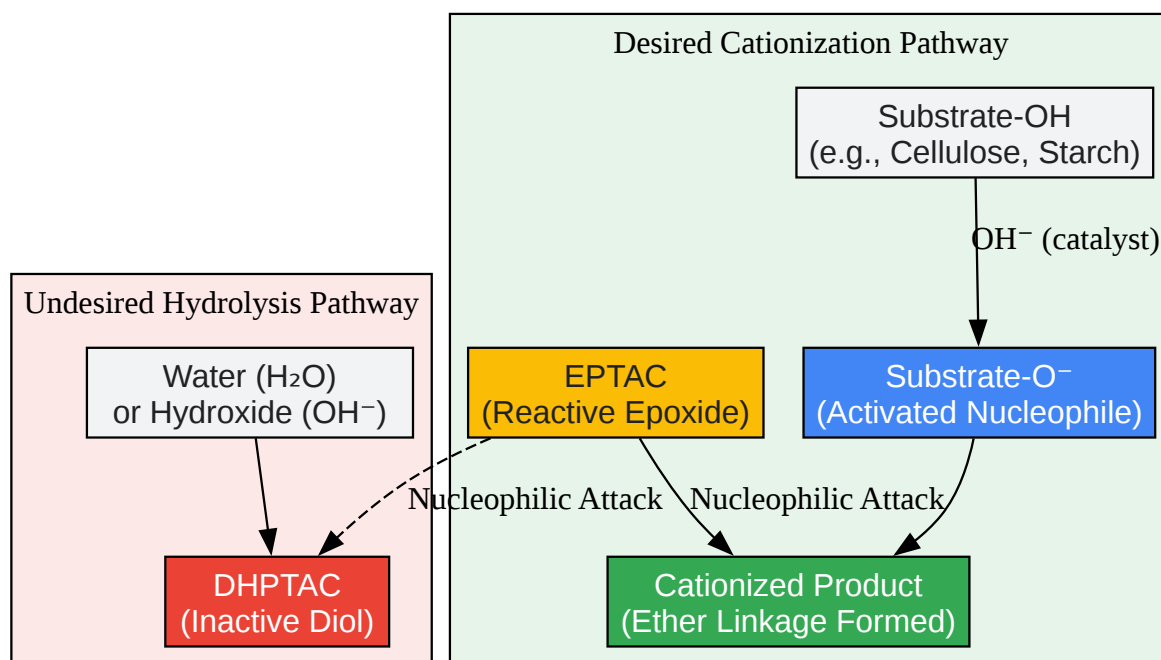 Desired Cationization Pathway
Substrate-OH
(e.g., Cellulose, Starch)
OH⁻ (catalyst)
Undesired Hydrolysis Pathway
Water (H₂O)
or Hydroxide (OH⁻)
EPTAC
(Reactive Epoxide)
Substrate-O⁻
(Activated Nucleophile)
Nucleophilic Attack
Nucleophilic Attack
DHPTAC
(Inactive Diol)
Cationized Product
(Ether Linkage Formed)